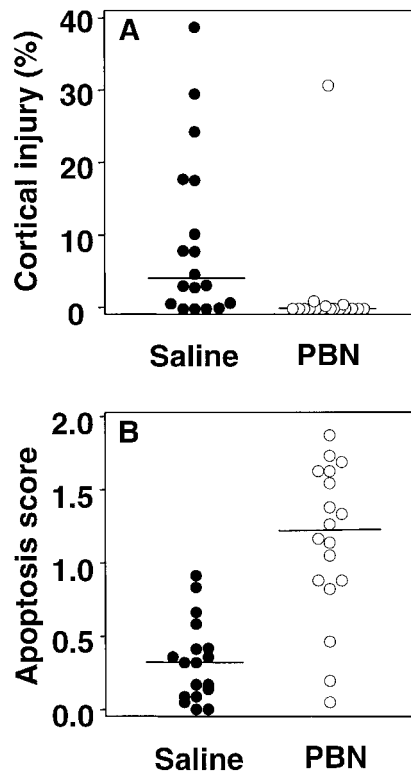 A
Cortical injury (%)
40
30
20
10
0
Saline PBN
B
Apoptosis score
2.0
1.5
1.0
0.5
0.0
Saline PBN